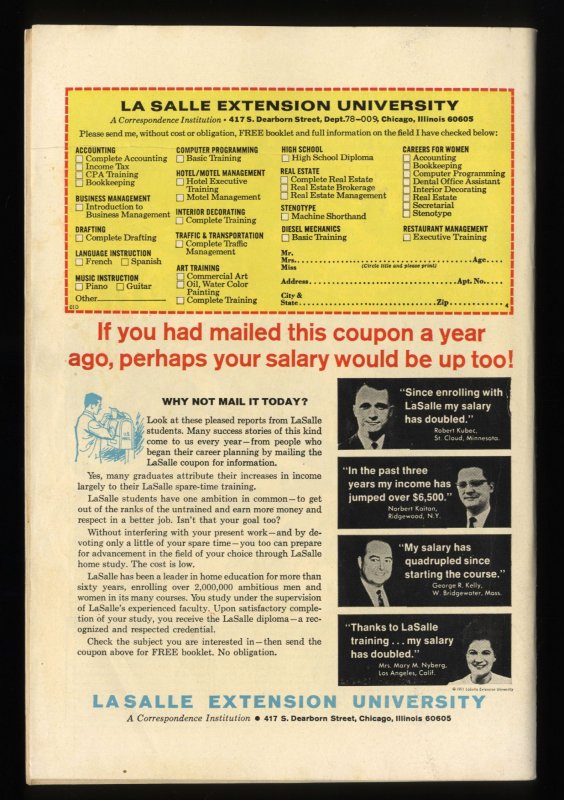 LA SALLE EXTENSION UNIVERSITY
A Correspondence Institution • 417 S. Dearborn Street, Dept. 78-009, Chicago, Illinois 60605
Please send me, without cost or obligation, FREE booklet and full information on the field I have checked below:
ACCOUNTING
Complete Accounting
Income Tax
CPA Training
Bookkeeping
BUSINESS MANAGEMENT
Introduction to
Business Management
DRAFTING
Complete Drafting
LANGUAGE INSTRUCTION
French Spanish
MUSIC INSTRUCTION
Piano Guitar
Other
COMPUTER PROGRAMMING
Basic Training
HOTEL/MOTEL MANAGEMENT
Hotel Executive
Training
Motel Management
INTERIOR DECORATING
Complete Training
TRAFFIC & TRANSPORTATION
Complete Traffic
Management
ART TRAINING
Commercial Art
Oil, Water Color
Painting
Complete Training
HIGH SCHOOL
High School Diploma
REAL ESTATE
Complete Real Estate
Real Estate Brokerage
Real Estate Management
STENOTYPE
Machine Shorthand
DIESEL MECHANICS
Basic Training
CAREERS FOR WOMEN
Accounting
Bookkeeping
Computer Programming
Dental Office Assistant
Interior Decorating
Real Estate
Secretarial
Stenotype
RESTAURANT MANAGEMENT
Executive Training
Mr.
Mrs. Age
Miss (Circle title and please print)
Address Apt. No.
City &
State Zip 4
If you had mailed this coupon a year
ago, perhaps your salary would be up too!
WHY NOT MAIL IT TODAY?
Look at these pleased reports from LaSalle
students. Many success stories of this kind
come to us every year—from people who
began their career planning by mailing the
LaSalle coupon for information.
Yes, many graduates attribute their increases in income
largely to their LaSalle spare-time training.
LaSalle students have one ambition in common—to get
out of the ranks of the untrained and earn more money and
respect in a better job. Isn't that your goal too?
Without interfering with your present work—and by de-
voting only a little of your spare time—you too can prepare
for advancement in the field of your choice through LaSalle
home study. The cost is low.
LaSalle has been a leader in home education for more than
sixty years, enrolling over 2,000,000 ambitious men and
women in its many courses. You study under the supervision
of LaSalle's experienced faculty. Upon satisfactory comple-
tion of your study, you receive the LaSalle diploma—a rec-
ognized and respected credential.
Check the subject you are interested in—then send the
coupon above for FREE booklet. No obligation.
"Since enrolling with
LaSalle my salary
has doubled."
Robert Kubec,
St. Cloud, Minnesota.
"In the past three
years my income has
jumped over $6,500."
Norbert Kaitan,
Ridgewood, N.Y.
"My salary has
quadrupled since
starting the course."
George R. Kelly,
W. Bridgewater, Mass.
"Thanks to LaSalle
training . . . my salary
has doubled."
Mrs. Mary M. Nyberg,
Los Angeles, Calif.
© 1971 LaSalle Extension University
LASALLE EXTENSION UNIVERSITY
A Correspondence Institution • 417 S. Dearborn Street, Chicago, Illinois 60605